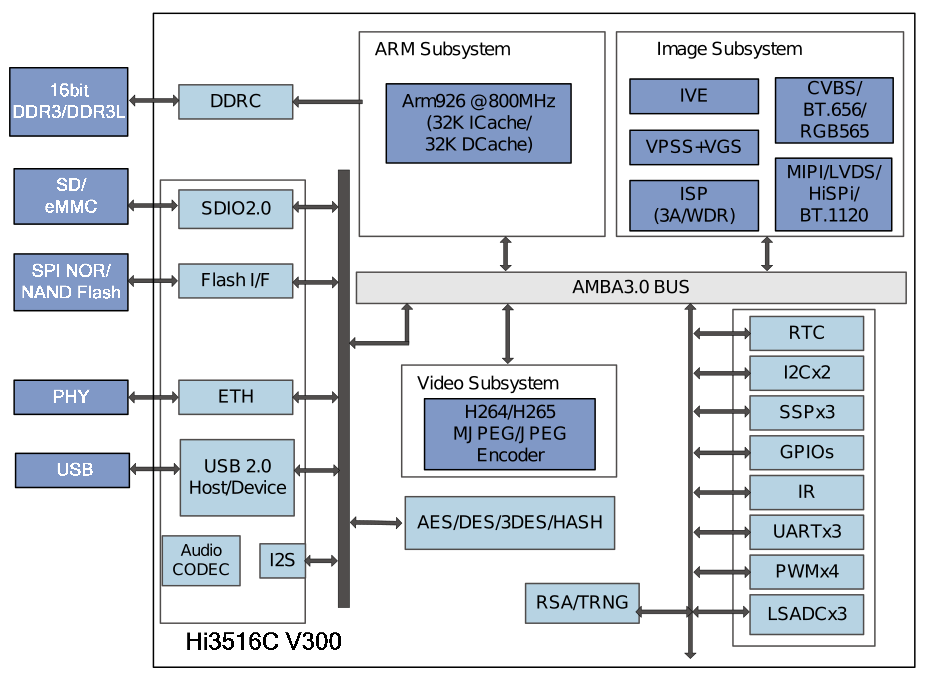 16bit
DDR3/DDR3L
SD/
eMMC
SPI NOR/
NAND Flash
PHY
USB
DDRC
SDIO2.0
Flash I/F
ETH
USB 2.0
Host/Device
Audio
CODEC
I2S
Hi3516C V300
ARM Subsystem
Arm926 @800MHz
(32K ICache/
32K DCache)
Image Subsystem
IVE
VPSS+VGS
ISP
(3A/WDR)
CVBS/
BT.656/
RGB565
MIPI/LVDS/
HiSPi/
BT.1120
AMBA3.0 BUS
Video Subsystem
H264/H265
MJPEG/JPEG
Encoder
AES/DES/3DES/HASH
RSA/TRNG
RTC
I2Cx2
SSPx3
GPIOs
IR
UARTx3
PWMx4
LSADCx3